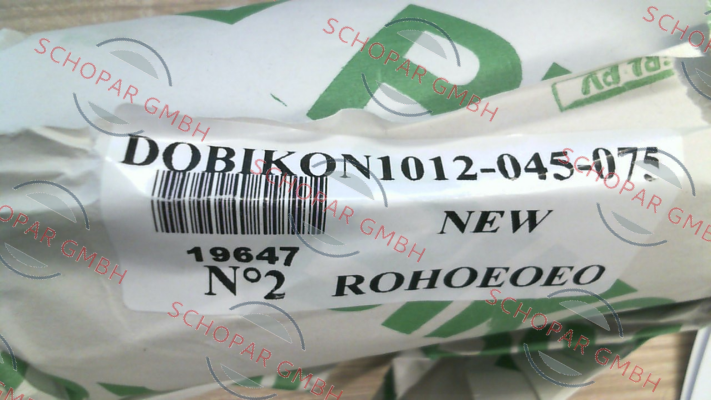 SCHOPAR GMBH
DOBIKON1012-045-075
NEW
19647
N°2
ROHOEOEO